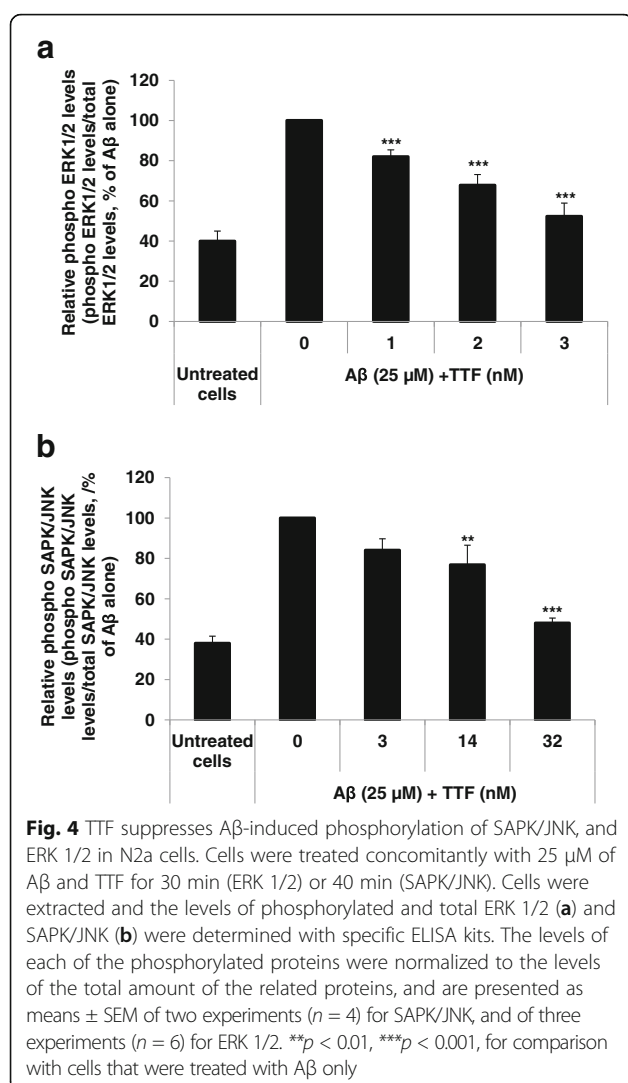 a
Relative phospho ERK1/2 levels
(phospho ERK1/2 levels/total
ERK1/2 levels, % of Aβ alone)
120
100
80
60
40
20
0
***
***
***
0 1 2 3
Untreated
cells
Aβ (25 µM) +TTF (nM)
b
Relative phospho SAPK/JNK
levels (phospho SAPK/JNK
levels/total SAPK/JNK levels, /%
of Aβ alone)
120
100
80
60
40
20
0
**
***
Untreated
cells
0 3 14 32
Aβ (25 µM) + TTF (nM)
Fig. 4 TTF suppresses Aβ-induced phosphorylation of SAPK/JNK, and
ERK 1/2 in N2a cells. Cells were treated concomitantly with 25 µM of
Aβ and TTF for 30 min (ERK 1/2) or 40 min (SAPK/JNK). Cells were
extracted and the levels of phosphorylated and total ERK 1/2 (a) and
SAPK/JNK (b) were determined with specific ELISA kits. The levels of
each of the phosphorylated proteins were normalized to the levels
of the total amount of the related proteins, and are presented as
means ± SEM of two experiments (n = 4) for SAPK/JNK, and of three
experiments (n = 6) for ERK 1/2. **p < 0.01, ***p < 0.001, for comparison
with cells that were treated with Aβ only